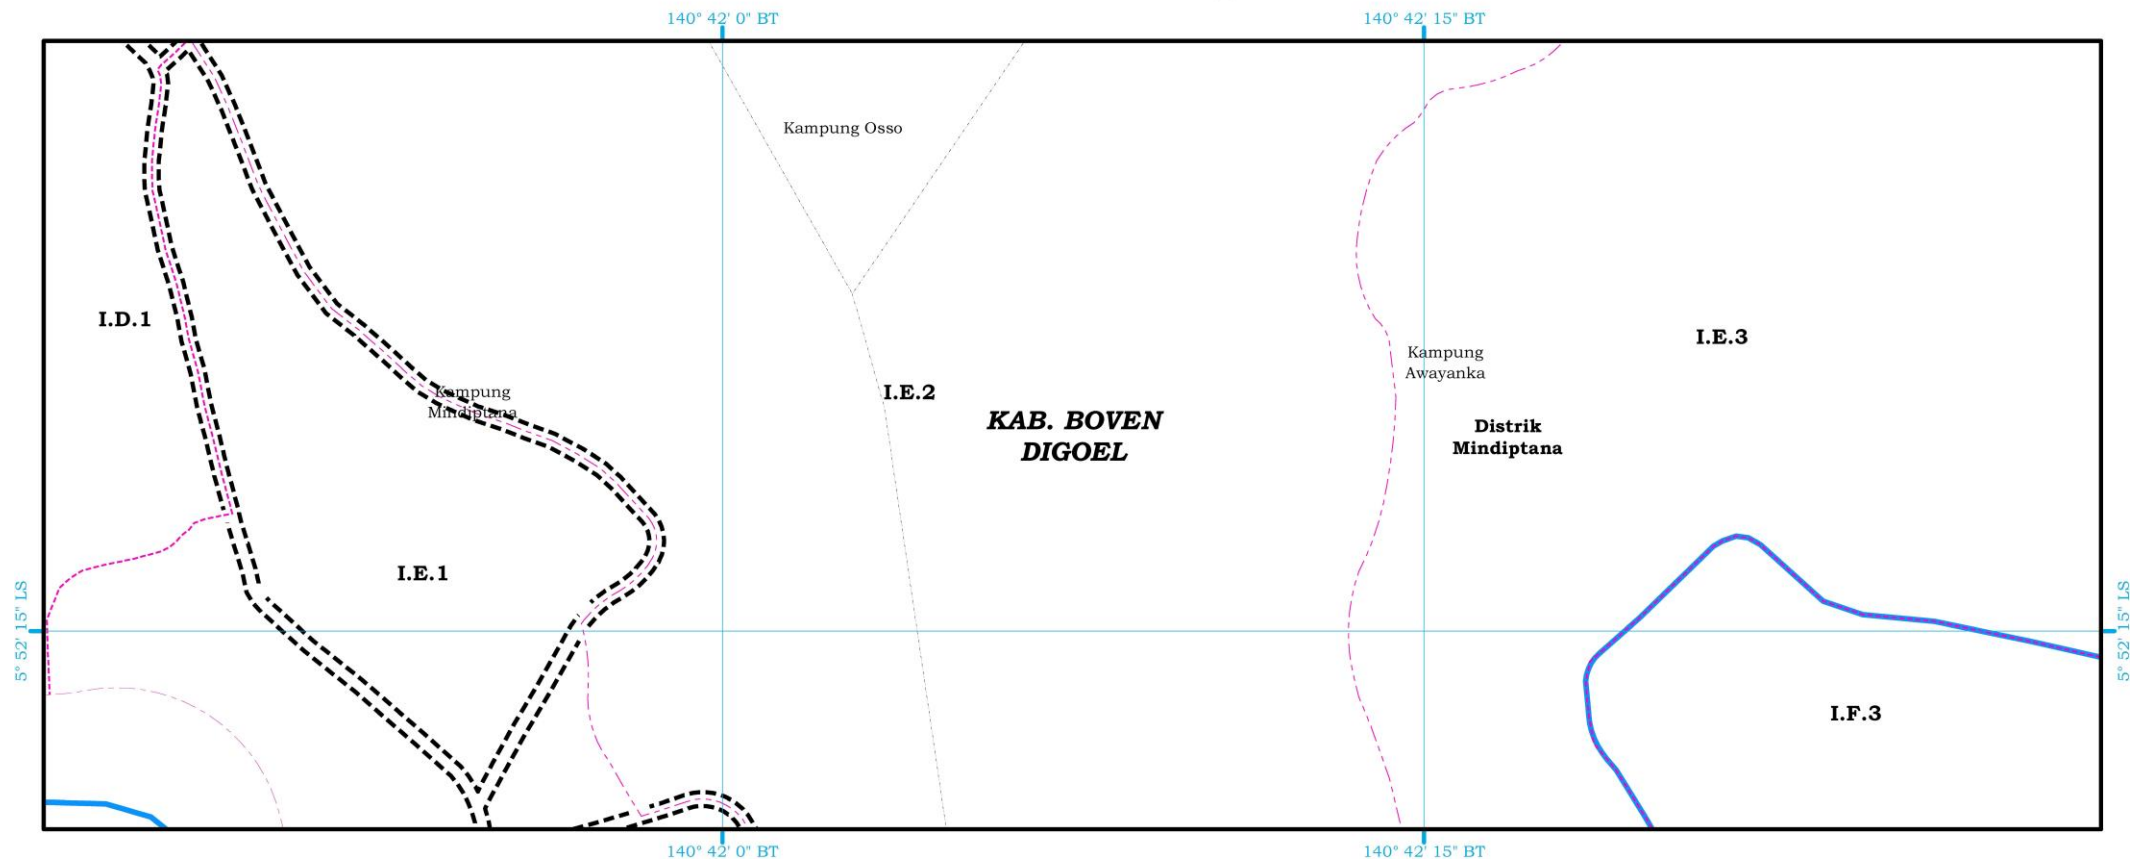 140° 42' 0" BT
140° 42' 15" BT
Kampung Osso
I.D.1
I.E.3
Kampung
Awayanka
Kampung
Mindiptana
I.E.2
KAB. BOVEN
DIGOEL
Distrik
Mindiptana
I.E.1
5° 52' 15" LS
5° 52' 15" LS
I.F.3
140° 42' 0" BT
140° 42' 15" BT